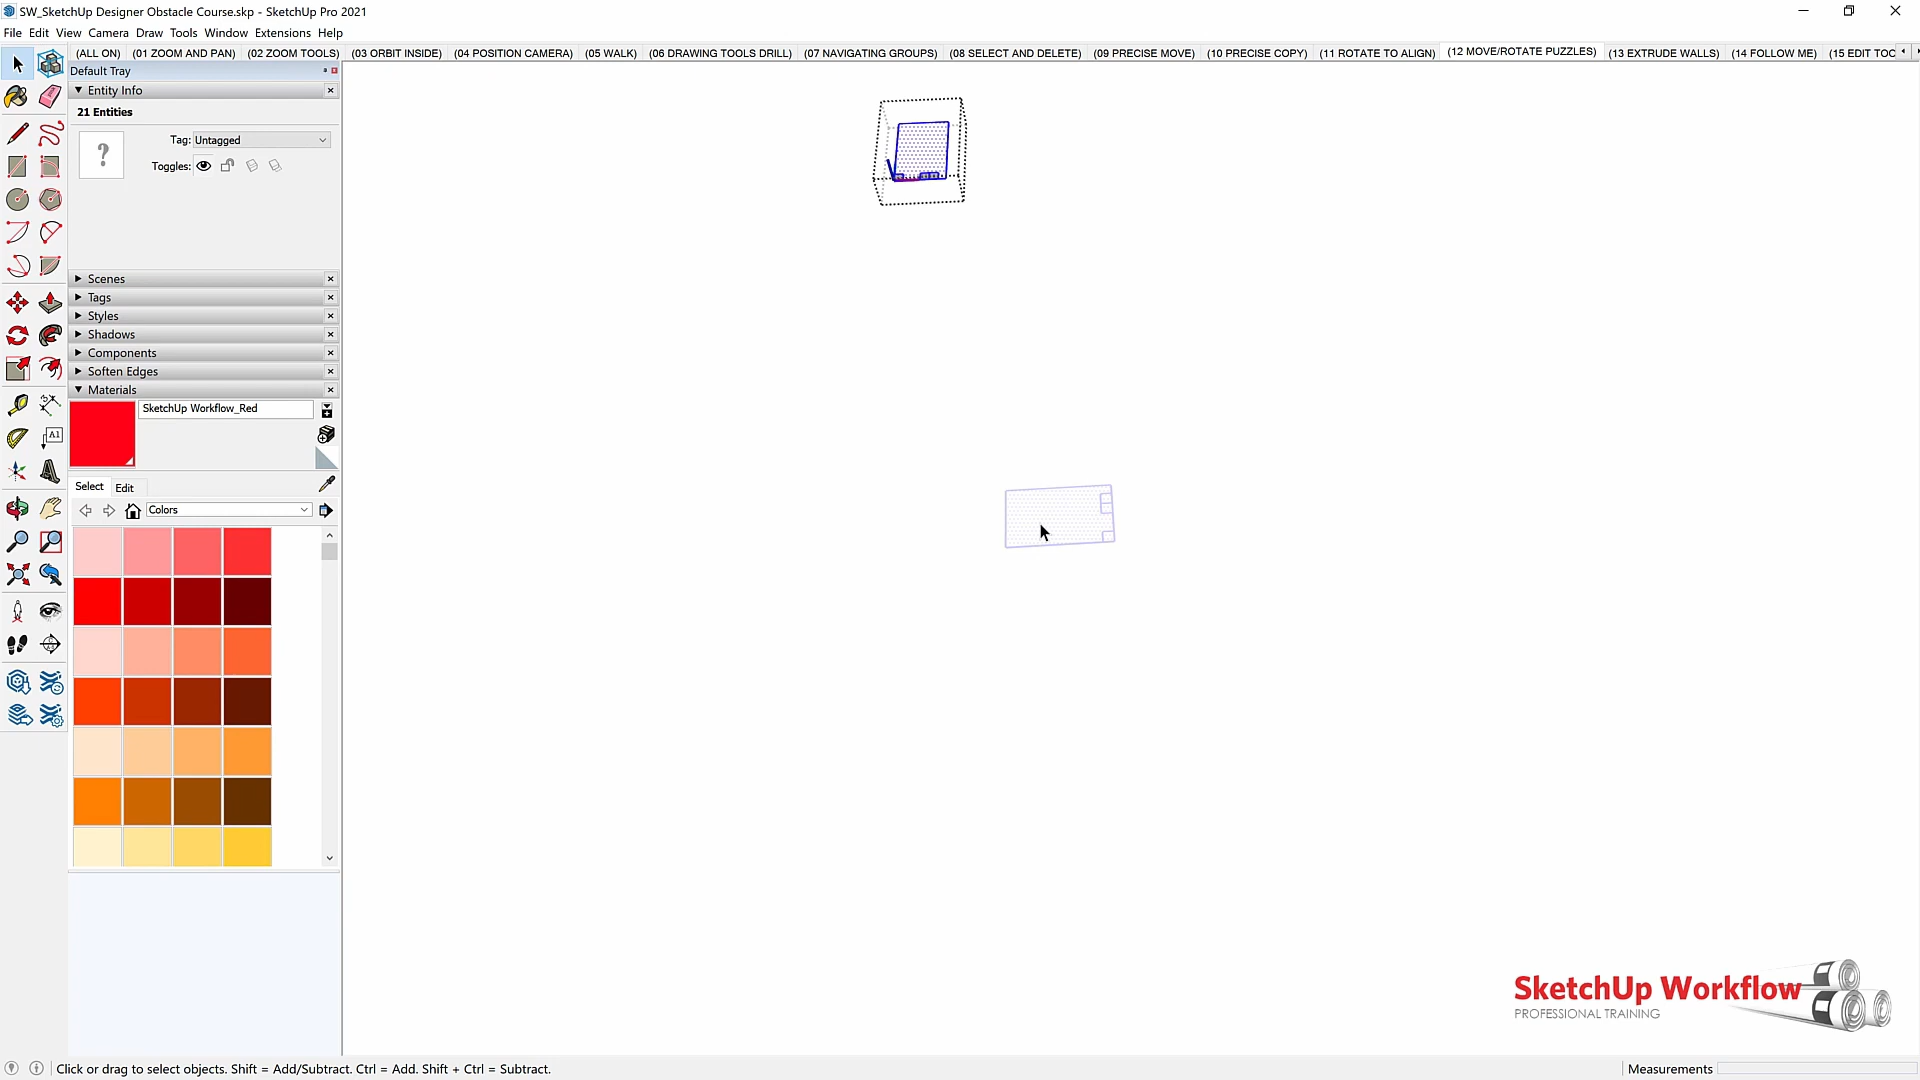 SW_SketchUp Designer Obstacle Course.skp - SketchUp Pro 2021
File Edit View Camera Draw Tools Window Extensions Help
(ALL ON) (01 ZOOM AND PAN) (02 ZOOM TOOLS) (03 ORBIT INSIDE) (04 POSITION CAMERA) (05 WALK) (06 DRAWING TOOLS DRILL) (07 NAVIGATING GROUPS) (08 SELECT AND DELETE) (09 PRECISE MOVE) (10 PRECISE COPY) (11 ROTATE TO ALIGN) (12 MOVE/ROTATE PUZZLES) (13 EXTRUDE WALLS) (14 FOLLOW ME) (15 EDIT TOO
Default Tray
Entity Info
21 Entities
Tag: Untagged
Toggles:
Scenes
Tags
Styles
Shadows
Components
Soften Edges
Materials
SketchUp Workflow_Red
A1
Select Edit
Colors
SketchUp Workflow
PROFESSIONAL TRAINING
Click or drag to select objects. Shift = Add/Subtract. Ctrl = Add. Shift + Ctrl = Subtract.
Measurements